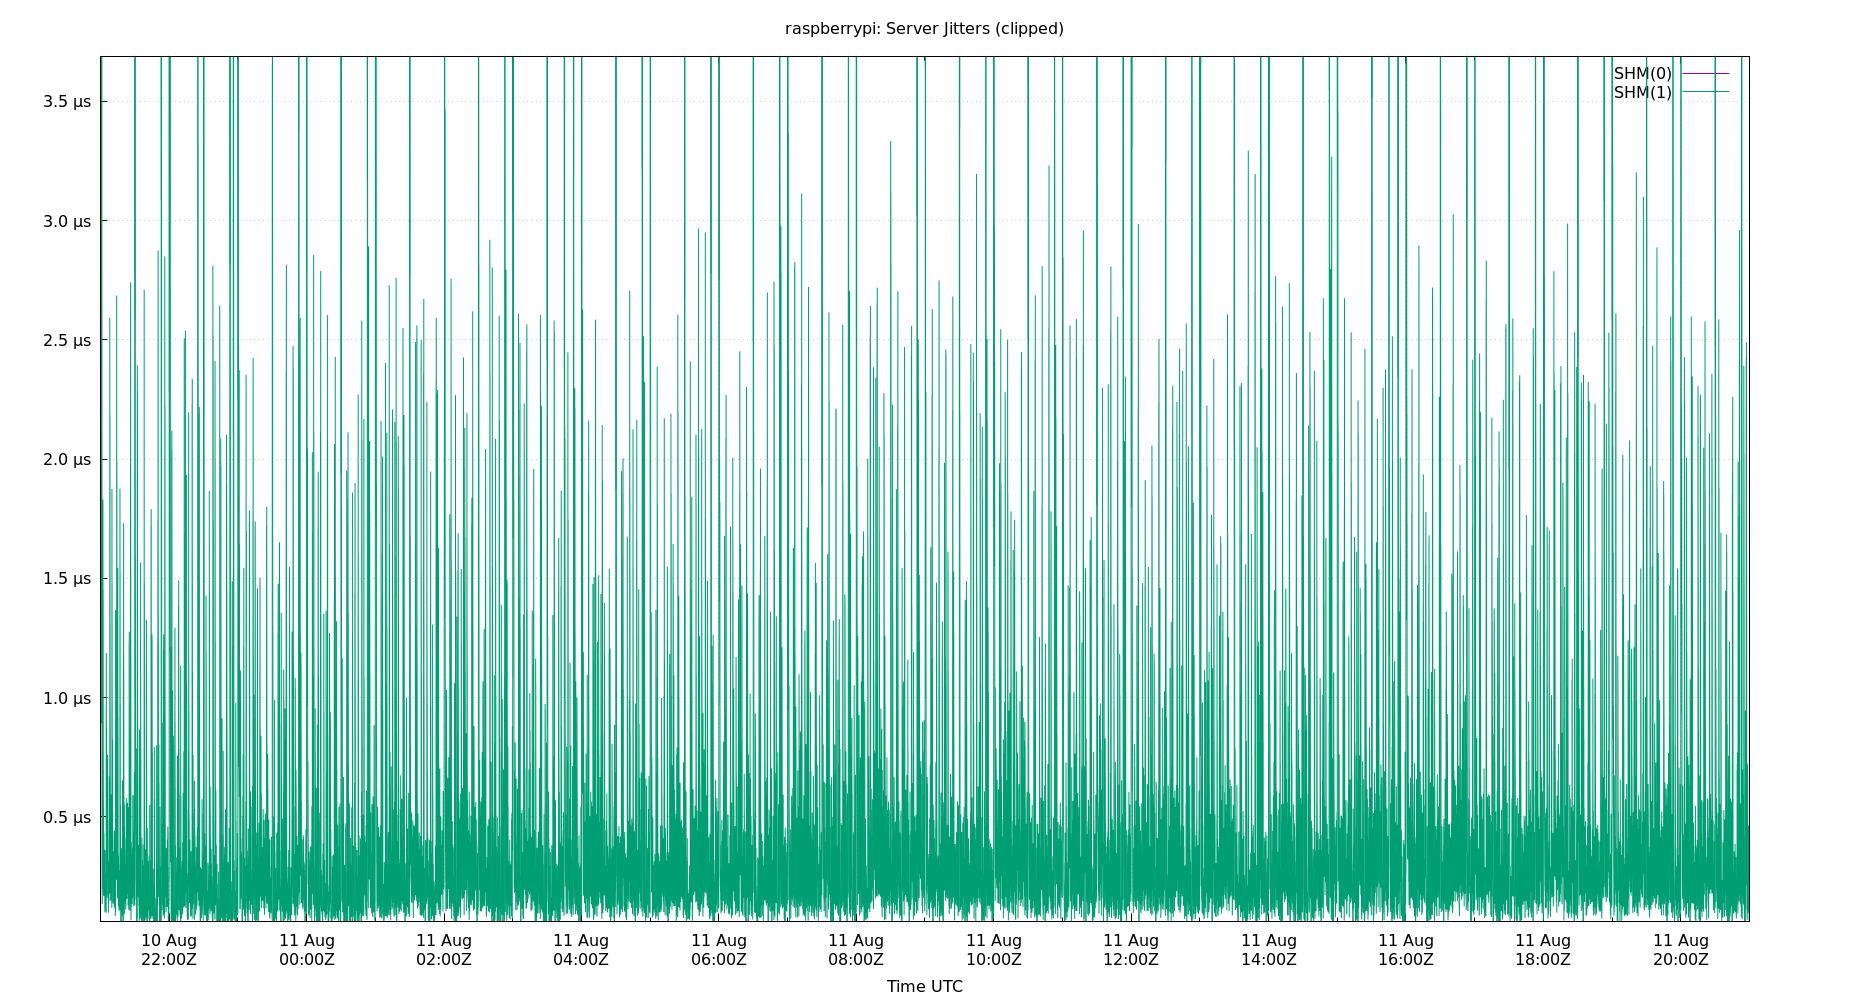 raspberrypi: Server Jitters (clipped)
SHM(0)
SHM(1)
3.5 µs
3.0 µs
2.5 µs
2.0 µs
1.5 µs
1.0 µs
0.5 µs
10 Aug 11 Aug 11 Aug 11 Aug 11 Aug 11 Aug 11 Aug 11 Aug 11 Aug 11 Aug 11 Aug 11 Aug
22:00Z 00:00Z 02:00Z 04:00Z 06:00Z 08:00Z 10:00Z 12:00Z 14:00Z 16:00Z 18:00Z 20:00Z
Time UTC